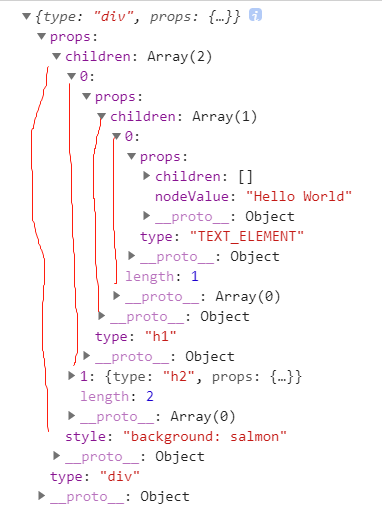 {type: "div", props: {…}} i
props:
children: Array(2)
0:
props:
children: Array(1)
0:
props:
children: []
nodeValue: "Hello World"
__proto__: Object
type: "TEXT_ELEMENT"
__proto__: Object
length: 1
__proto__: Array(0)
__proto__: Object
type: "h1"
__proto__: Object
1: {type: "h2", props: {…}}
length: 2
__proto__: Array(0)
style: "background: salmon"
__proto__: Object
type: "div"
__proto__: Object